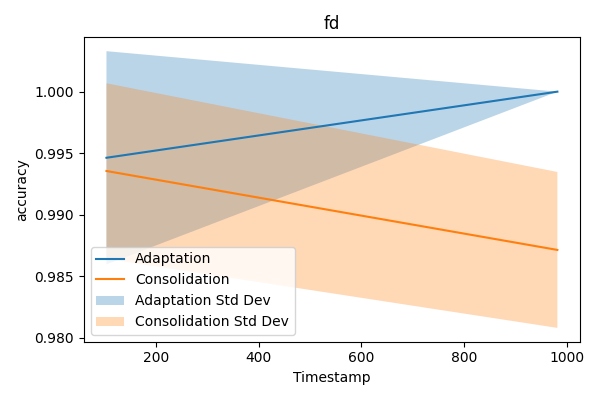 fd
accuracy
1.000
0.995
0.990
0.985
0.980
Adaptation
Consolidation
Adaptation Std Dev
Consolidation Std Dev
200 400 600 800 1000
Timestamp